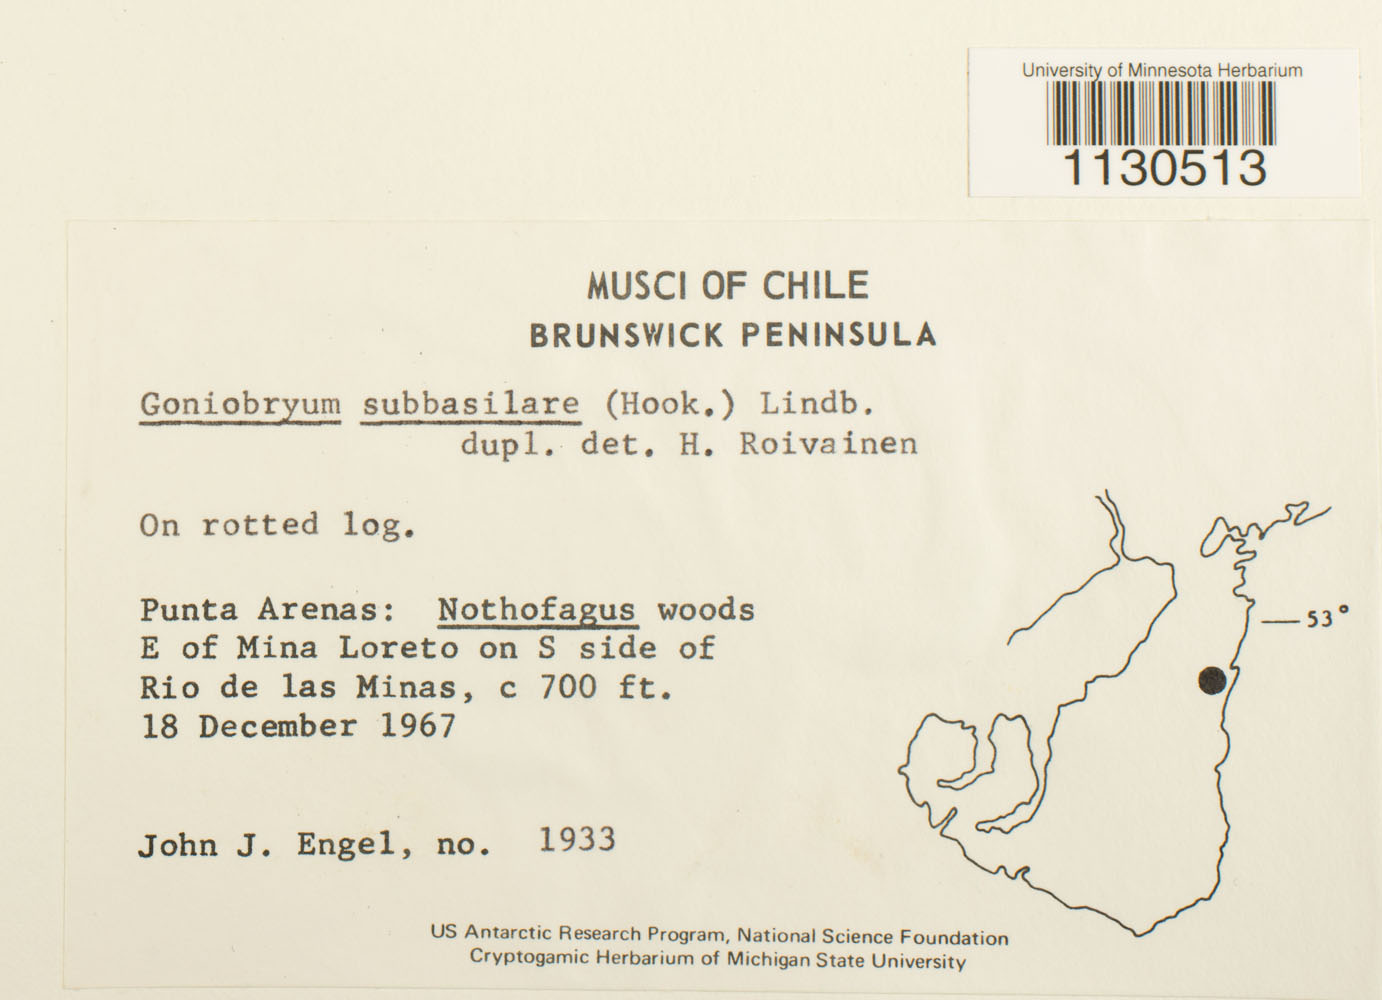 University of Minnesota Herbarium
1130513
MUSCI OF CHILE
BRUNSWICK PENINSULA
Goniobryum subbasilare (Hook.) Lindb.
dupl. det. H. Roivainen
On rotted log.
Punta Arenas: Nothofagus woods
E of Mina Loreto on S side of
Rio de las Minas, c 700 ft.
18 December 1967
53°
John J. Engel, no. 1933
US Antarctic Research Program, National Science Foundation
Cryptogamic Herbarium of Michigan State University